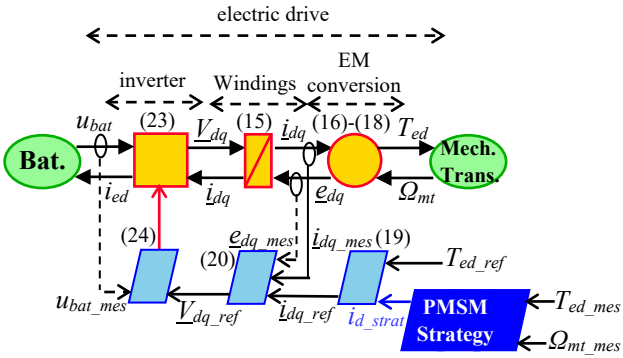 electric drive
inverter
Windings
EM
conversion
u_bat
(23)
V_dq
(15)
i_dq
(16)-(18)
T_ed
Bat.
Mech.
Trans.
i_ed
i_dq
e_dq
Ω_mt
(24)
(20)
e_dq_mes
i_dq_mes
(19)
T_ed_ref
u_bat_mes
V_dq_ref
i_dq_ref
i_d_strat
PMSM
Strategy
T_ed_mes
Ω_mt_mes